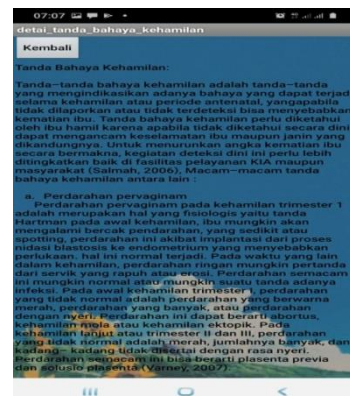 07:07
detai_tanda_bahaya_kehamilan
Kembali
Tanda Bahaya Kehamilan:
Tanda-tanda bahaya kehamilan adalah tanda-tanda
yang mengindikasikan adanya bahaya yang dapat terjadi
selama kehamilan atau periode antenatal, yangapabila
tidak dilaporkan atau tidak terdeteksi bisa menyebabkan
kematian ibu. Tanda bahaya kehamilan perlu diketahui
oleh ibu hamil karena apabila tidak diketahui secara dini
dapat mengancam keselamatan ibu maupun janin yang
dikandungnya. Untuk menurunkan angka kematian ibu
secara bermakna, kegiatan deteksi dini ini perlu lebih
ditingkatkan baik di fasilitas pelayanan KIA maupun
masyarakat (Salmah, 2006), Macam-macam tanda
bahaya kehamilan antara lain :
a. Perdarahan pervaginam
Perdarahan pervaginam pada kehamilan trimester 1
adalah merupakan hal yang fisiologis yaitu tanda
Hartman pada awal kehamilan, ibu mungkin akan
mengalami bercak pendarahan, yang sedikit atau
spotting, perdarahan ini akibat Implantasi dari proses
nidasi blastosis ke endometrium yang menyebabkan
perlukaan. hal ini normal terjadi. Pada waktu yang lain
dalam kehamilan, perdarahan ringan mungkin pertanda
dari servik yang rapuh atau erosi. Perdarahan semacam
ini mungkin normal atau mungkin suatu tanda adanya
infeksi. Pada awal kehamilan trimester I, perdarahan
yang tidak normal adalah perdarahan yang berwarna
merah, perdarahan yang banyak, atau perdarahan
dengan nyeri. Perdarahan ini dapat berarti abortus,
kehamilan mola atau kehamilan ektopik. Pada
kehamilan lanjut atau trimester II dan III, perdarahan
yang tidak normal adalah merah, jumlahnya banyak, dan
kadang- kadang tidak disertai dengan rasa nyeri.
Perdarahan semacam ini bisa berarti plasenta previa
dan solusio plasenta (Varney, 2007).